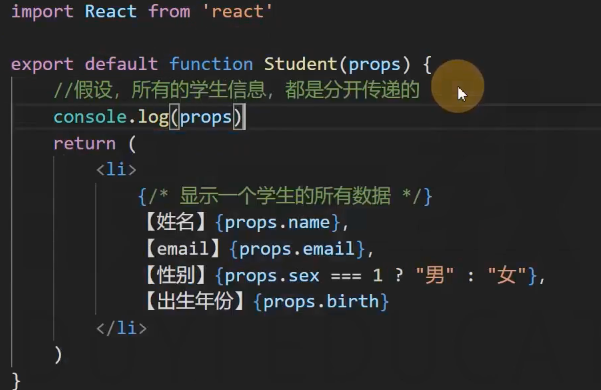 import React from 'react'
export default function Student(props) {
//假设，所有的学生信息，都是分开传递的
console.log(props)
return (
<li>
{/* 显示一个学生的所有数据 */}
【姓名】{props.name},
【email】{props.email},
【性别】{props.sex === 1 ? "男" : "女"},
【出生年份】{props.birth}
</li>
)
}